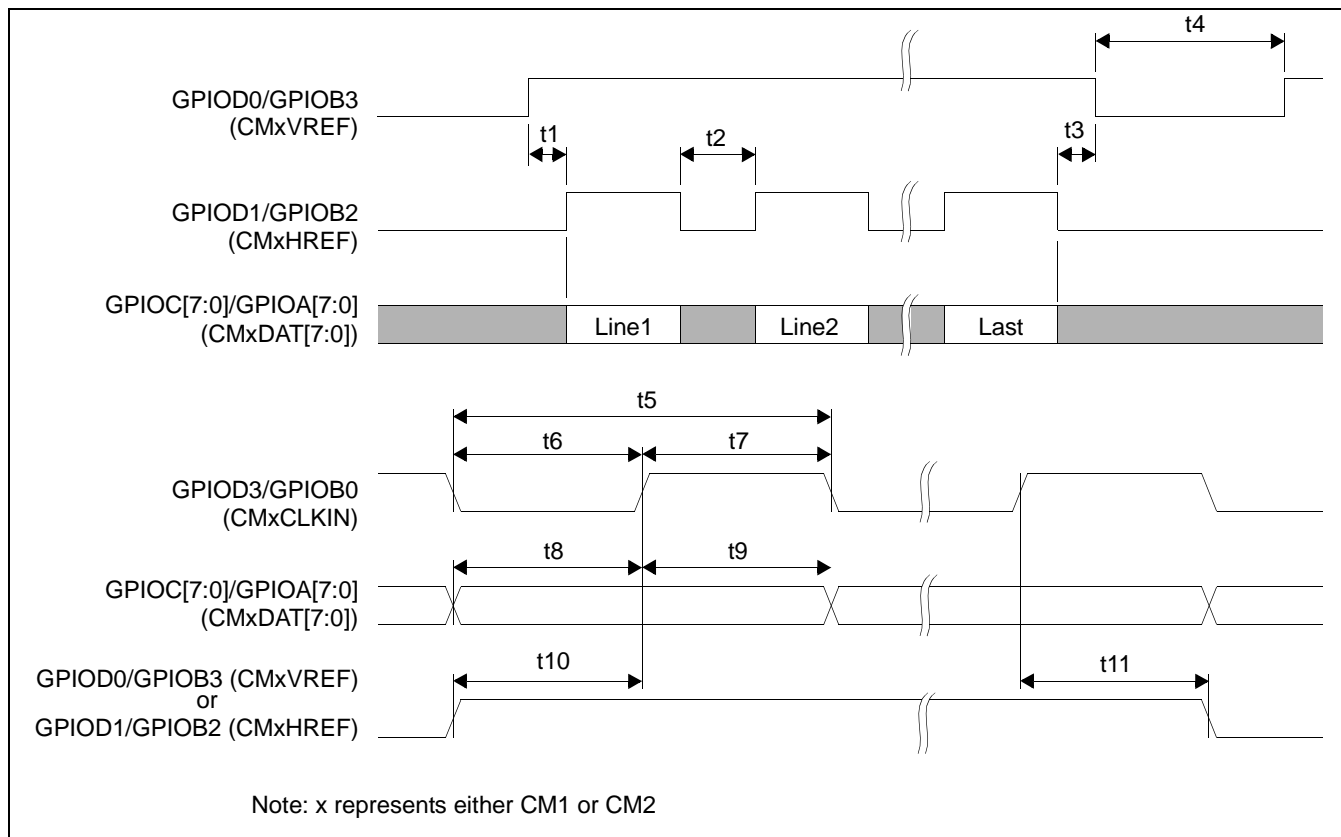 t4
GPIOD0/GPIOB3
(CMxVREF)
t1
t2
t3
GPIOD1/GPIOB2
(CMxHREF)
GPIOC[7:0]/GPIOA[7:0]
(CMxDAT[7:0])
Line1
Line2
Last
t5
t6
t7
GPIOD3/GPIOB0
(CMxCLKIN)
t8
t9
GPIOC[7:0]/GPIOA[7:0]
(CMxDAT[7:0])
t10
t11
GPIOD0/GPIOB3 (CMxVREF)
or
GPIOD1/GPIOB2 (CMxHREF)
Note: x represents either CM1 or CM2